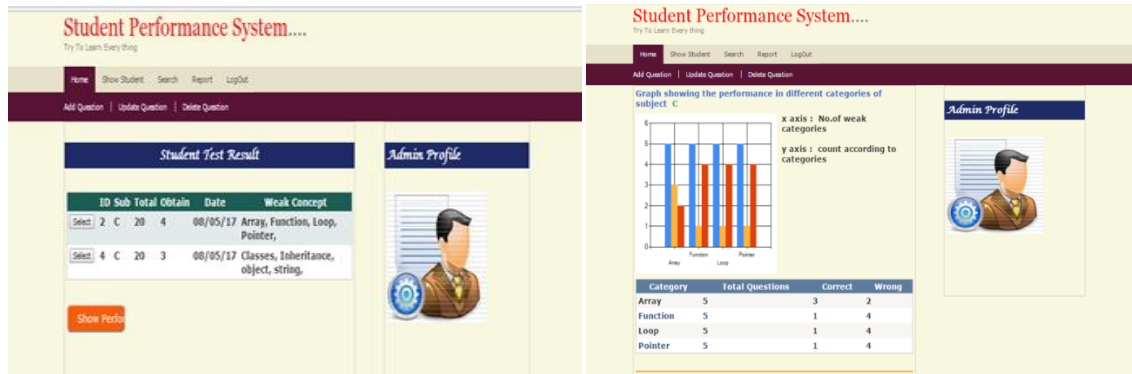 Student Performance System....
Try To Learn Every thing
Home Show Student Search Report LogOut
Add Question | Update Question | Delete Question
Student Test Result
ID Sub Total Obtain Date Weak Concept
Select 2 C 20 4 08/05/17 Array, Function, Loop,
Pointer,
Select 4 C 20 3 08/05/17 Classes, Inheritance,
object, string,
Show Perfor
Admin Profile
Student Performance System....
Try To Learn Every thing
Home Show Student Search Report LogOut
Add Question | Update Question | Delete Question
Graph showing the performance in different categories of
subject C
6
5
4
3
2
1
0
Array Function Loop Pointer
x axis : No.of weak
categories
y axis : count according to
categories
Category Total Questions Correct Wrong
Array 5 3 2
Function 5 1 4
Loop 5 1 4
Pointer 5 1 4
Admin Profile